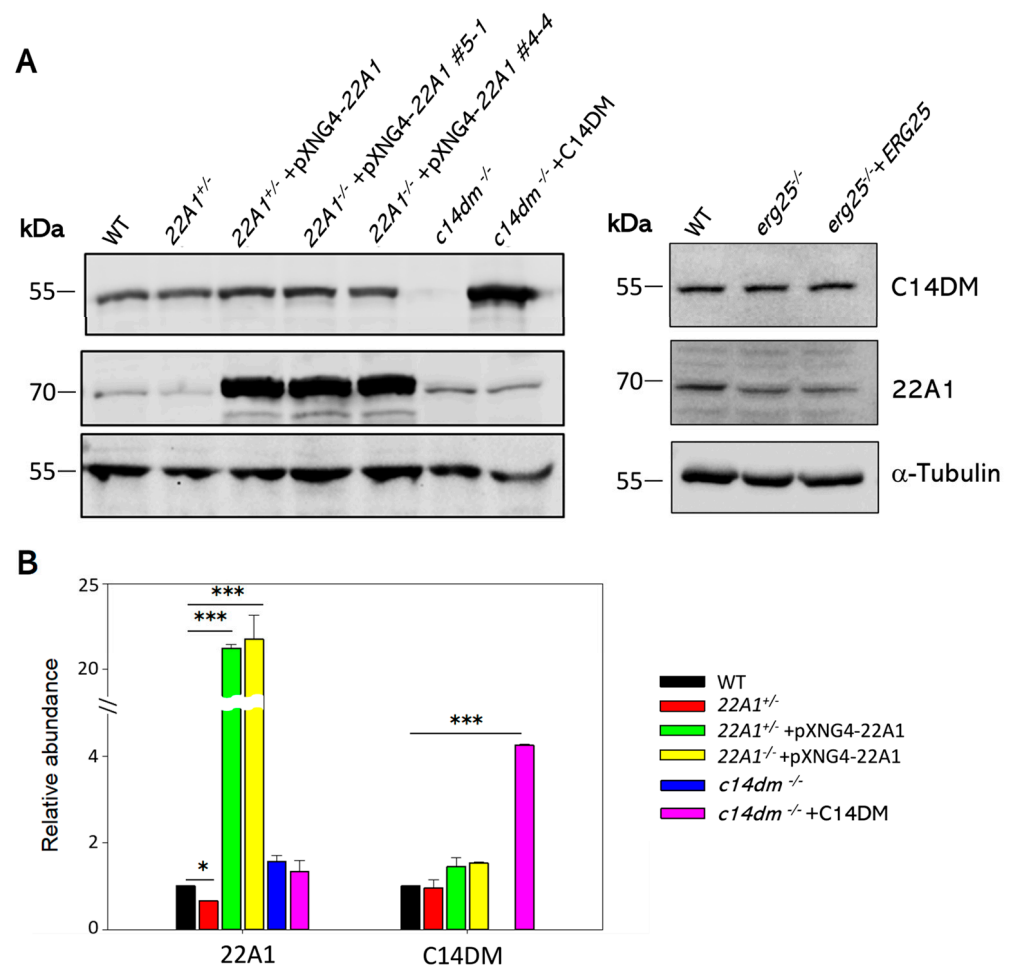 A
kDa
WT
22A1+/-
22A1+/- +pXNG4-22A1
22A1-/- +pXNG4-22A1 #5-1
22A1-/- +pXNG4-22A1 #4-4
c14dm -/-
c14dm -/- +C14DM
kDa
WT
erg25-/-
erg25-/-+ERG25
55
55
C14DM
70
70
22A1
55
55
α-Tubulin
B
25
20
4
2
0
Relative abundance
***
***
*
***
22A1
C14DM
WT
22A1+/-
22A1+/- +pXNG4-22A1
22A1-/- +pXNG4-22A1
c14dm -/-
c14dm -/- +C14DM